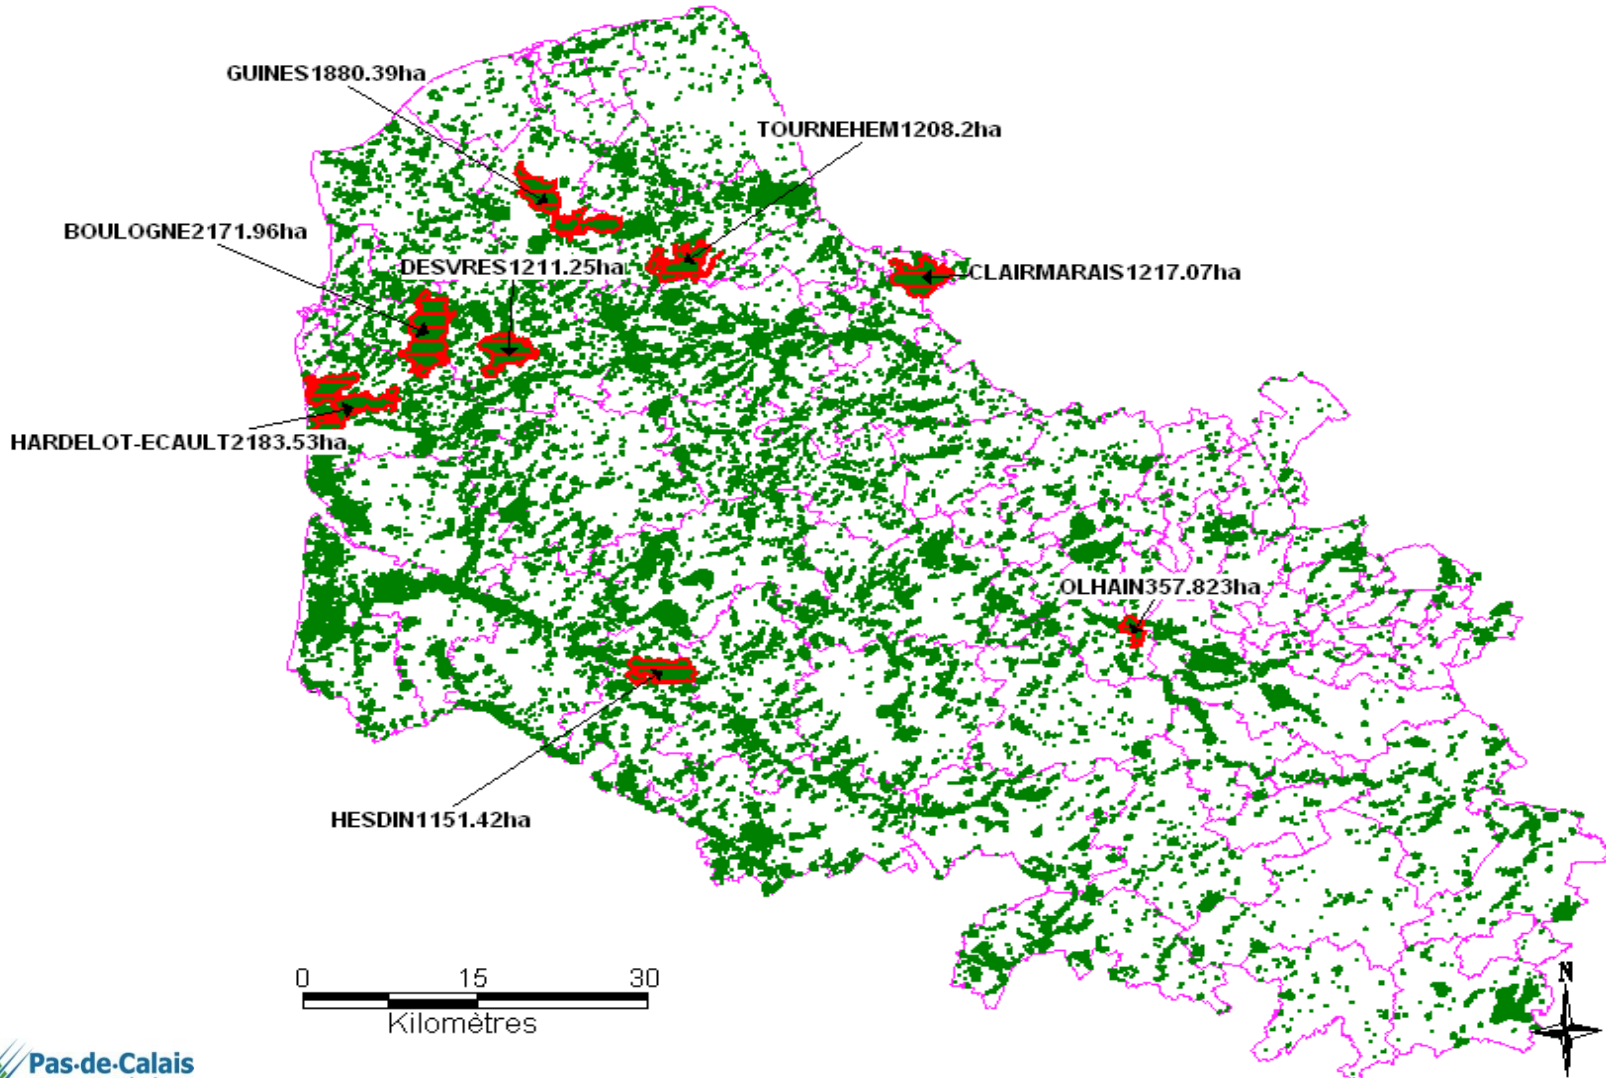 GUINES1880.39ha
TOURNEHEM1208.2ha
BOULOGNE2171.96ha
DESVRES1211.25ha
CLAIRMARAIS1217.07ha
HARDELOT-ECAULT2183.53ha
OLHAIN357.823ha
HESDIN1151.42ha
0 15 30
Kilomètres
N
Pas-de-Calais